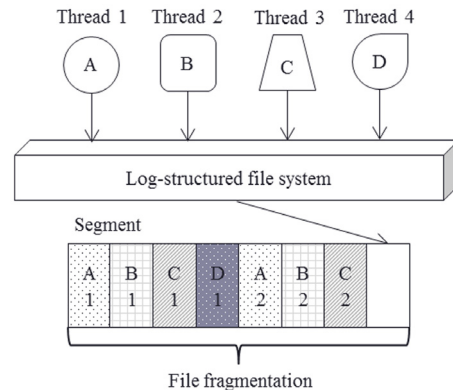 Thread 1 Thread 2 Thread 3 Thread 4
A B C D
Log-structured file system
Segment
A B C D A B C
1 1 1 1 2 2 2
File fragmentation